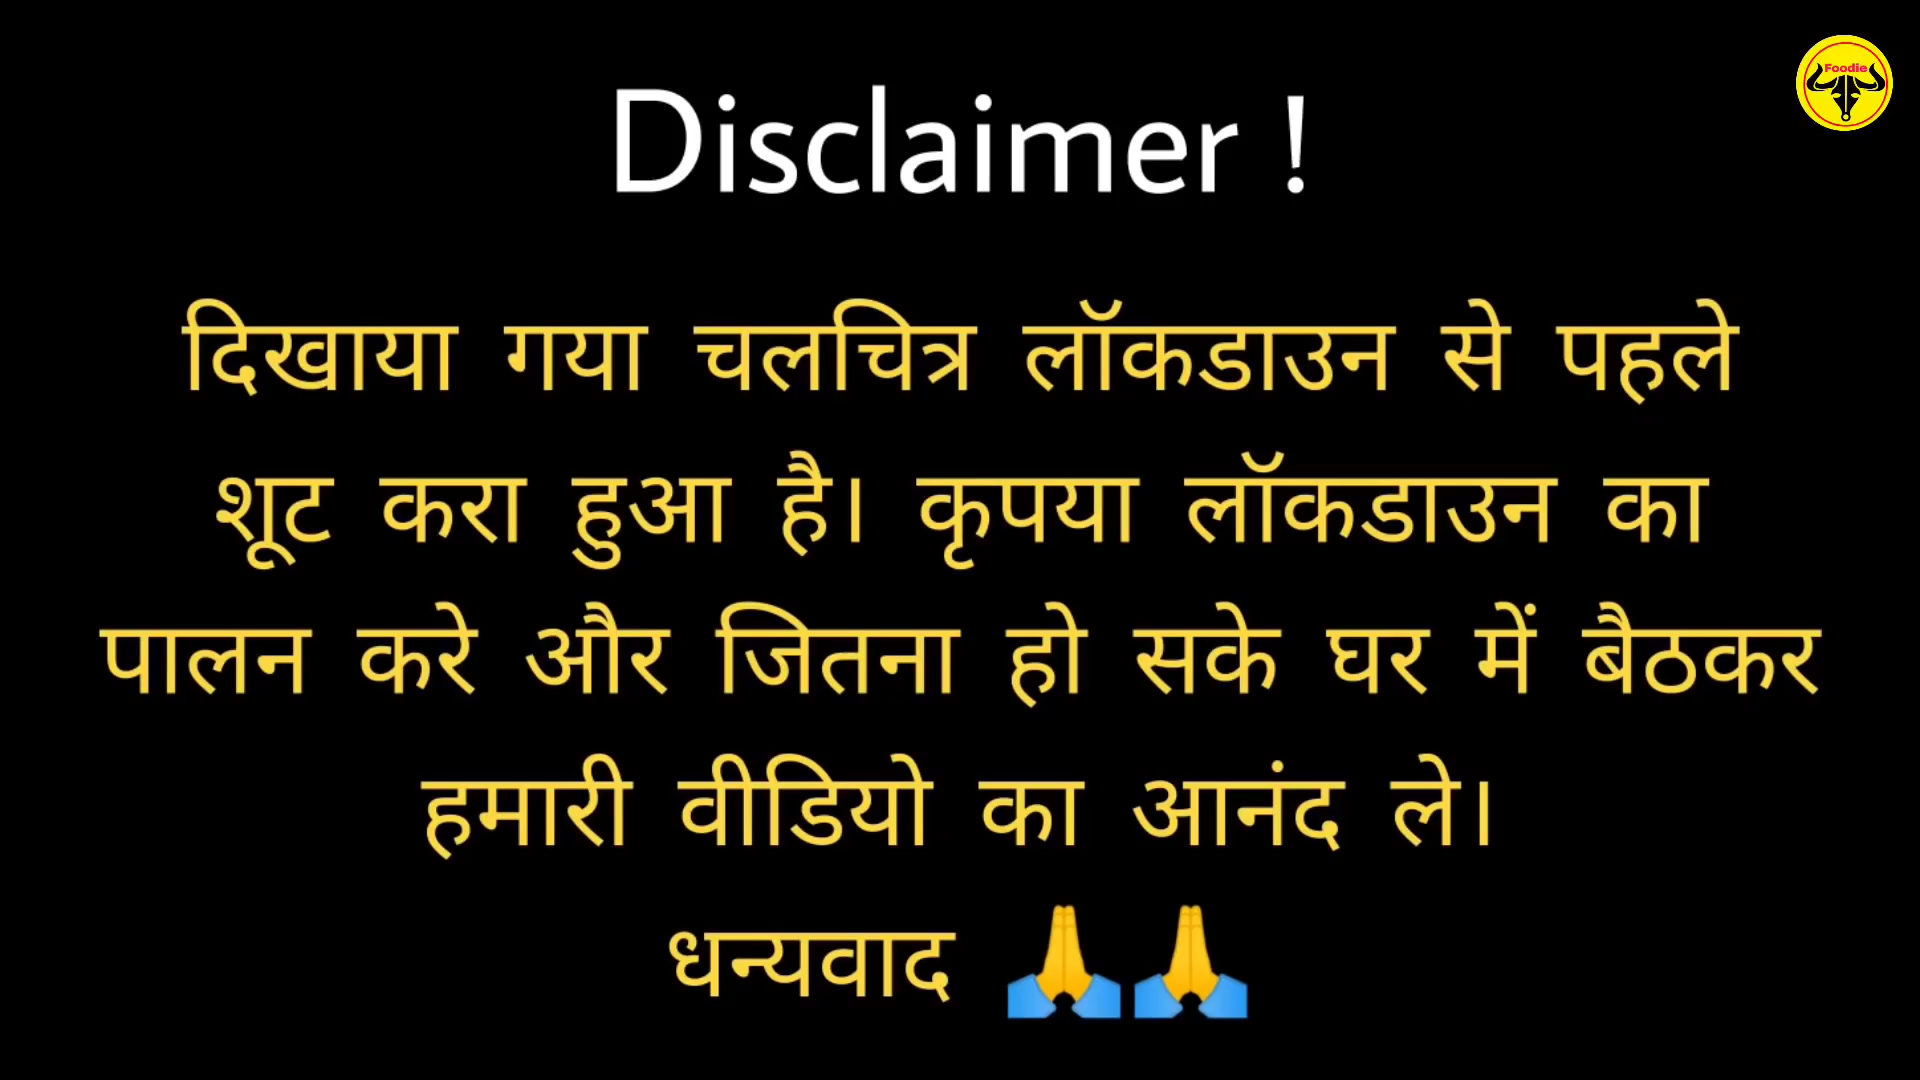 Foodie
Disclaimer !
दिखाया गया चलचित्र लॉकडाउन से पहले
शूट करा हुआ है। कृपया लॉकडाउन का
पालन करे और जितना हो सके घर में बैठकर
हमारी वीडियो का आनंद ले।
धन्यवाद 🙏🙏